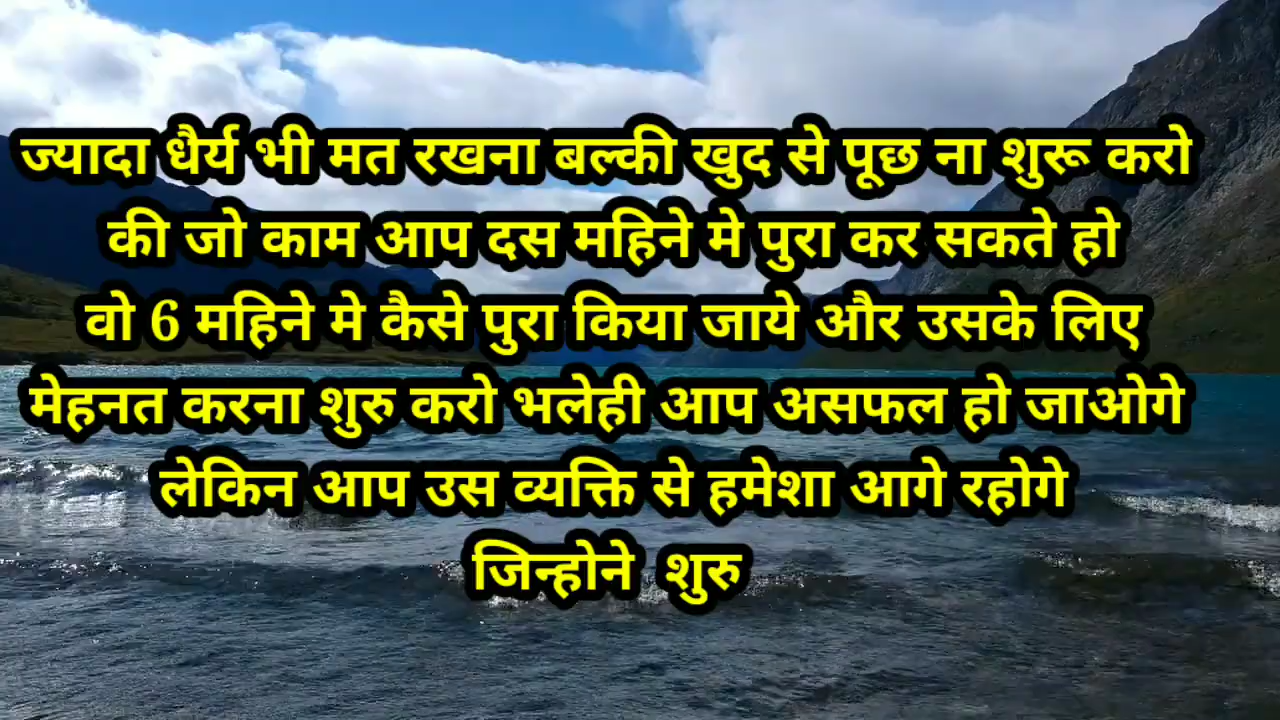 ज्यादा धैर्य भी मत रखना बल्की खुद से पूछ ना शुरू करो
की जो काम आप दस महिने मे पुरा कर सकते हो
वो 6 महिने मे कैसे पुरा किया जाये और उसके लिए
मेहनत करना शुरु करो भलेही आप असफल हो जाओगे
लेकिन आप उस व्यक्ति से हमेशा आगे रहोगे
जिन्होने शुरु